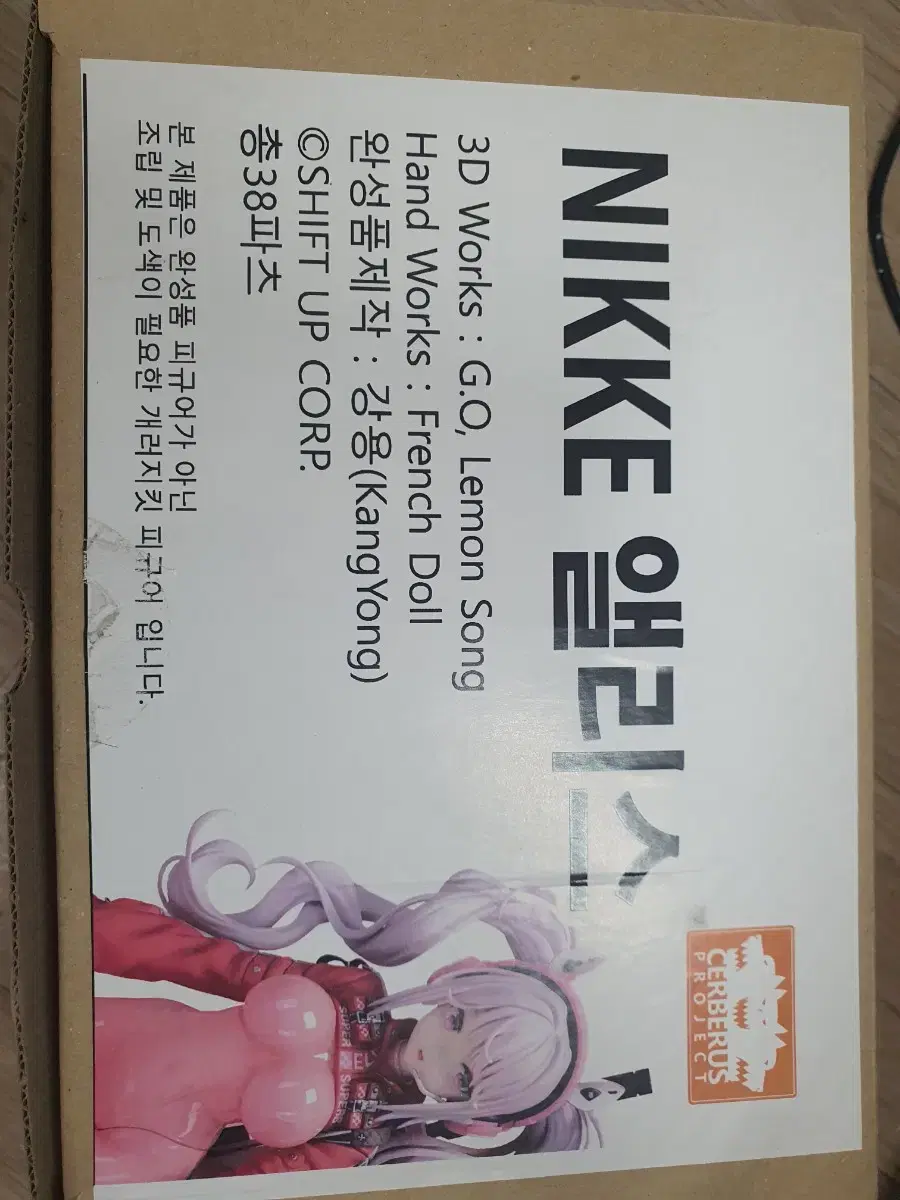 NIKKE 앨리스
CERBERUS
PROJECT
3D Works : G.O, Lemon Song
Hand Works : French Doll
완성품제작 : 강용(KangYong)
©SHIFT UP CORP.
총38파츠
본 제품은 완성품 피규어가 아닌
조립 및 도색이 필요한 개러지킷 피규어 입니다.
SUPER
SUPER